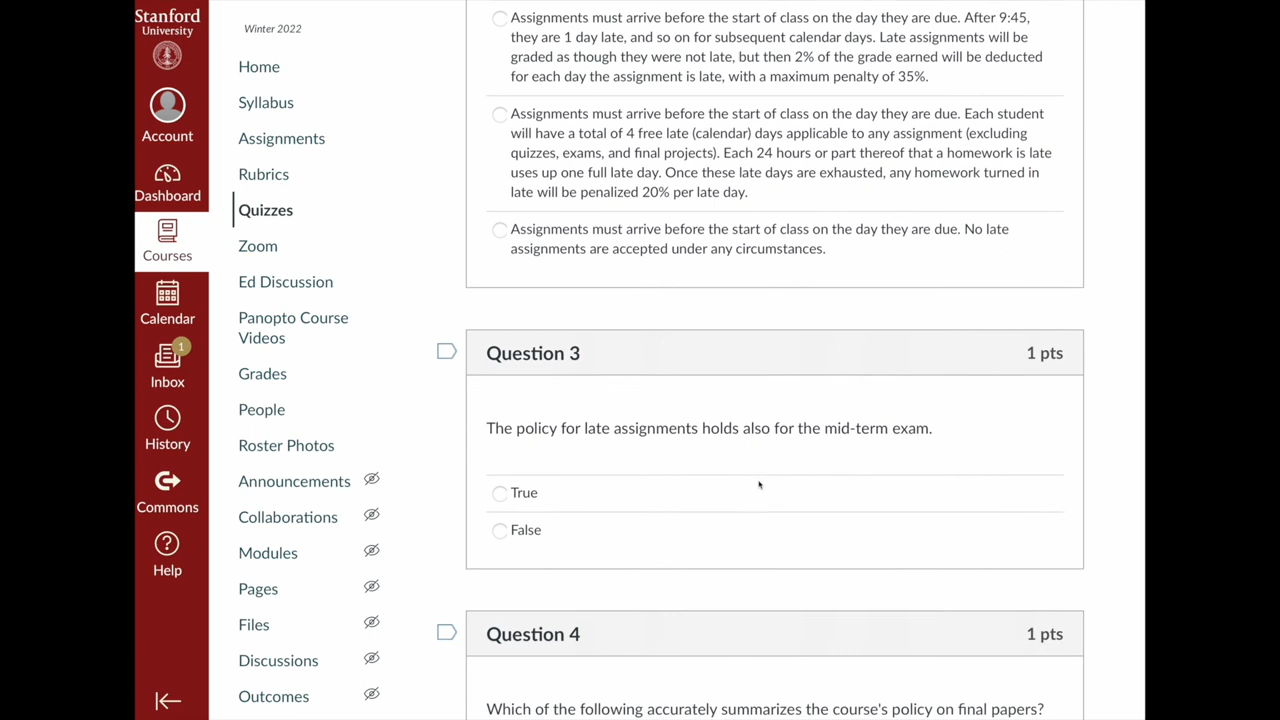 Stanford
University
Account
Dashboard
Courses
Calendar
1
Inbox
History
Commons
Help
Winter 2022
Home
Syllabus
Assignments
Rubrics
Quizzes
Zoom
Ed Discussion
Panopto Course
Videos
Grades
People
Roster Photos
Announcements
Collaborations
Modules
Pages
Files
Discussions
Outcomes
Assignments must arrive before the start of class on the day they are due. After 9:45,
they are 1 day late, and so on for subsequent calendar days. Late assignments will be
graded as though they were not late, but then 2% of the grade earned will be deducted
for each day the assignment is late, with a maximum penalty of 35%.
Assignments must arrive before the start of class on the day they are due. Each student
will have a total of 4 free late (calendar) days applicable to any assignment (excluding
quizzes, exams, and final projects). Each 24 hours or part thereof that a homework is late
uses up one full late day. Once these late days are exhausted, any homework turned in
late will be penalized 20% per late day.
Assignments must arrive before the start of class on the day they are due. No late
assignments are accepted under any circumstances.
Question 3 1 pts
The policy for late assignments holds also for the mid-term exam.
True
False
Question 4 1 pts
Which of the following accurately summarizes the course's policy on final papers?